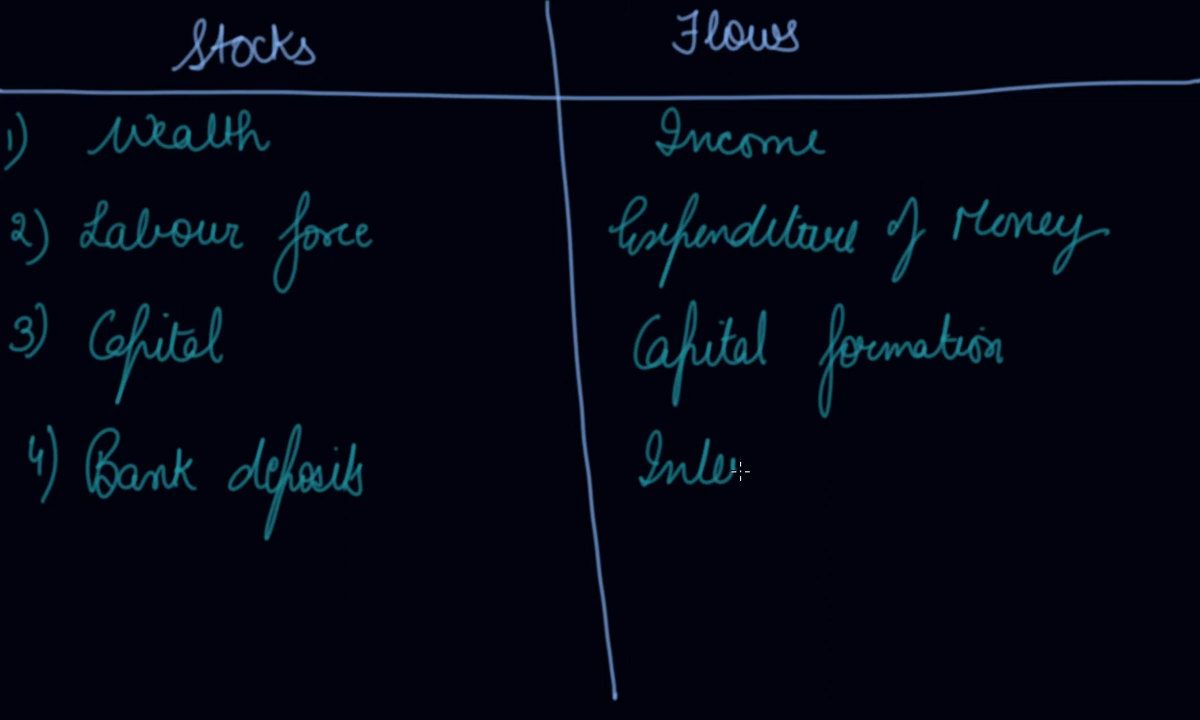 Stocks Flows
1) Wealth Income
2) Labour force Expenditure of Money
3) Capital Capital formation
4) Bank deposits Inte